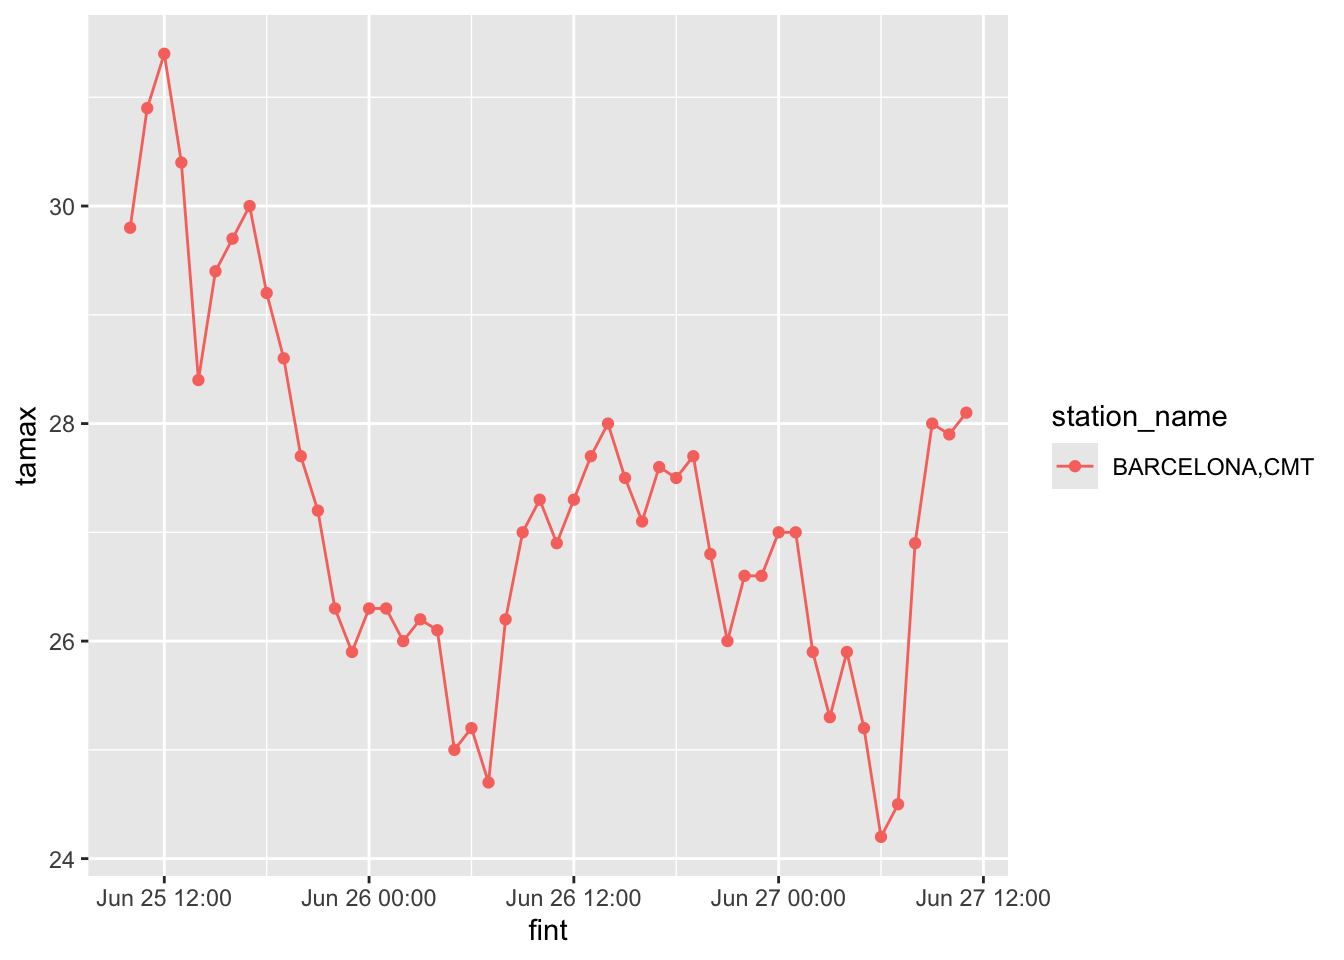 30
28
26
24
tamax
Jun 25 12:00
Jun 26 00:00
Jun 26 12:00
Jun 27 00:00
Jun 27 12:00
fint
station_name
BARCELONA,CMT